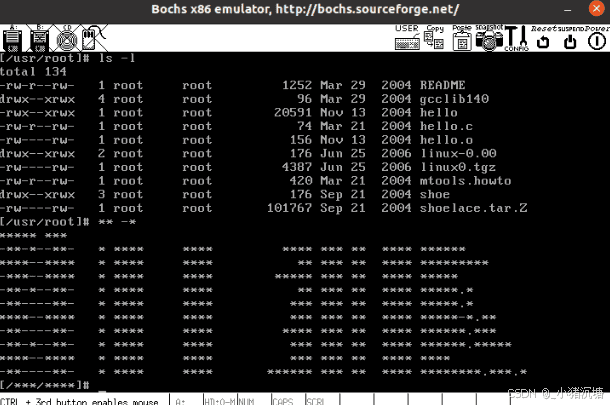 Bochs x86 emulator, http://bochs.sourceforge.net/
A: B: CD USER Copy Paste snapshot CONFIG Reset SUSPEND Power
[/usr/root]# ls -l
total 134
-rw-r--rw- 1 root root 1252 Mar 29 2004 README
drwx--xrwx 4 root root 96 Mar 29 2004 gcclib140
-rwx--xrwx 1 root root 20591 Nov 13 2004 hello
-rw-r--rw- 1 root root 74 Mar 21 2004 hello.c
-rw----rw- 1 root root 156 Nov 13 2004 hello.o
drwx--xrwx 2 root root 176 Jun 25 2006 linux-0.00
-rw----rw- 1 root root 4387 Jun 25 2006 linux0.tgz
-rw-r--rw- 1 root root 420 Mar 21 2004 mtools.howto
drwx--xrwx 3 root root 176 Sep 21 2004 shoe
-rw----rw- 1 root root 101767 Sep 21 2004 shoelace.tar.Z
[/usr/root]# ** -*
***** ***
-**-*--**- * **** **** **** *** ** **** ******
****--**** * **** **** ** *** ** **** *********
-***--**** * **** **** ***** *** ** **** *****
-**-*--**- * **** **** ** *** ** **** *****.*
-**----**- * **** **** *** *** ** **** *****.*
****--**** * **** **** *** *** ** **** *****-*.**
-**----**- * **** **** **** *** ** **** ******.***
-**-*--**- * **** **** *** *** ** **** ******.*****
****--**** * **** **** *** *** ** **** ****
-**----**- * **** **** ****** *** ** **** ********.***.*
[/***/****]#
CTRL + 3rd button enables mouse A: HD:0-M NUM CAPS SCRL
CSDN @_小猪沉塘